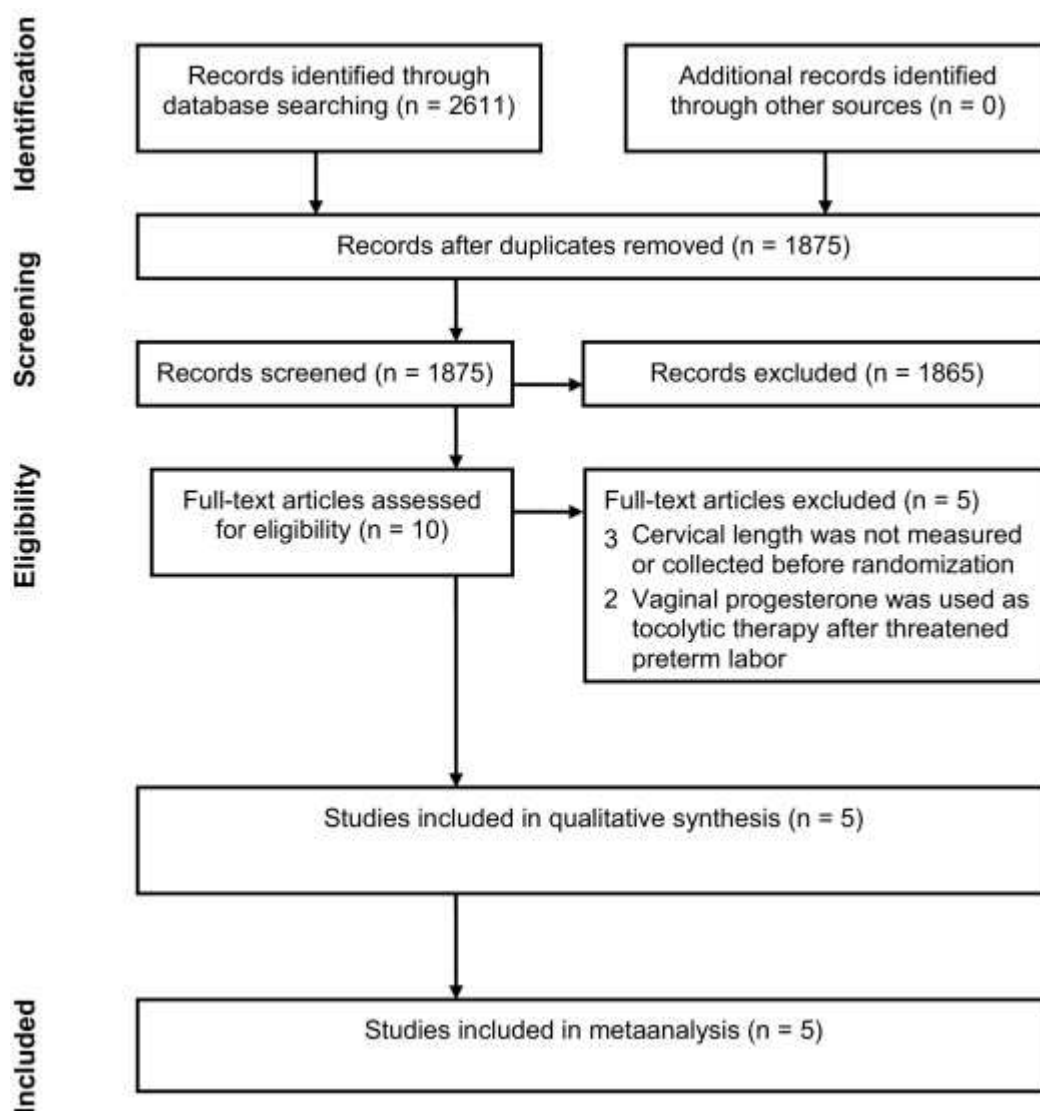 Identification
Records identified through
database searching (n = 2611)
Additional records identified
through other sources (n = 0)
Records after duplicates removed (n = 1875)
Screening
Records screened (n = 1875)
Records excluded (n = 1865)
Eligibility
Full-text articles assessed
for eligibility (n = 10)
Full-text articles excluded (n = 5)
3 Cervical length was not measured
or collected before randomization
2 Vaginal progesterone was used as
tocolytic therapy after threatened
preterm labor
Studies included in qualitative synthesis (n = 5)
Included
Studies included in metaanalysis (n = 5)